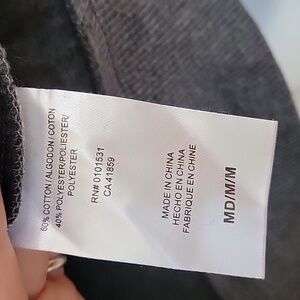 60% COTTON/ALGODON/COTON
40% POLYESTER/POLIESTER/
POLYESTER
RN# 0101531
CA 41859
MADE IN CHINA
HECHO EN CHINA
FABRIQUE EN CHINE
MD/M/M